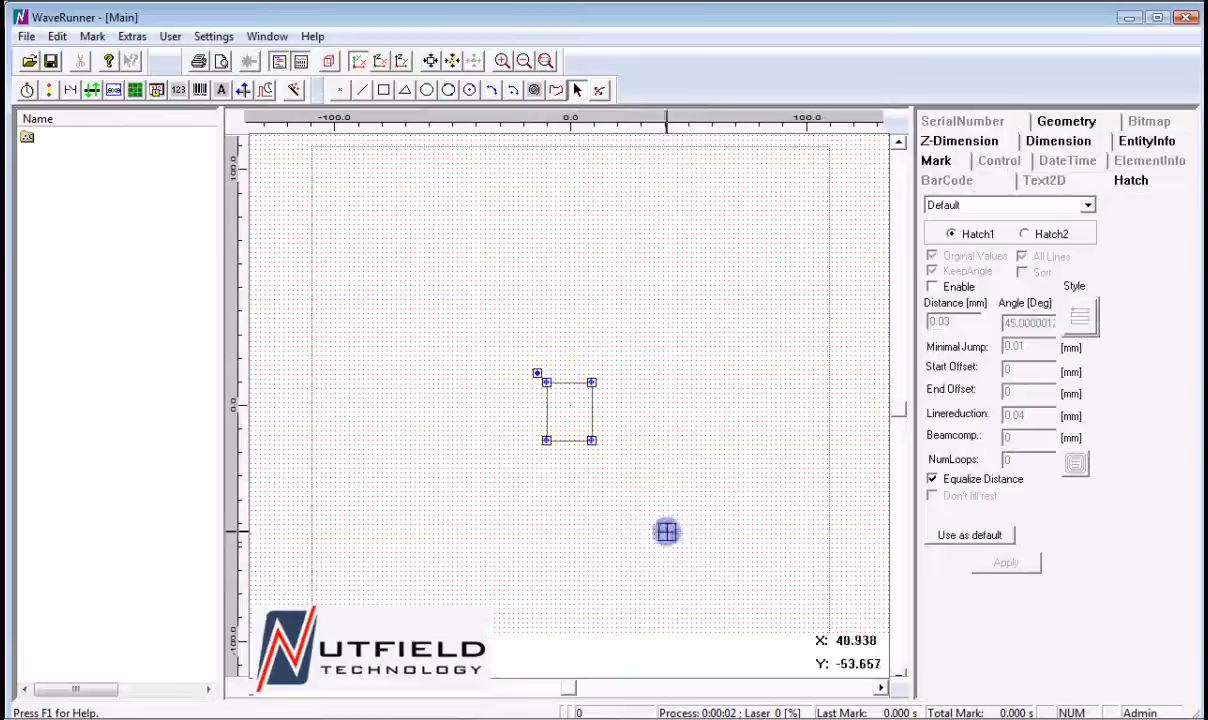 WaveRunner - [Main]
File Edit Mark Extras User Settings Window Help
123 A
Name
-100.0 0.0 100.0
100.0
0.0
-100.0
SerialNumber Geometry Bitmap
Z-Dimension Dimension EntityInfo
Mark Control DateTime ElementInfo
BarCode Text2D Hatch
Default
Hatch1 Hatch2
Orginal Values All Lines
KeepAngle Sort
Enable Style
Distance [mm] Angle [Deg]
0.03 45.000001
Minimal Jump: 0.01 [mm]
Start Offset: 0 [mm]
End Offset: 0 [mm]
Linereduction: 0.04 [mm]
Beamcomp.: 0 [mm]
NumLoops: 0
Equalize Distance
Don't fill rest
Use as default
Apply
NUTFIELD
TECHNOLOGY
X: 40.938
Y: -53.657
Press F1 for Help. 0 Process: 0:00:02 ; Laser 0 [%] Last Mark: 0.000 s Total Mark: 0.000 s NUM Admin